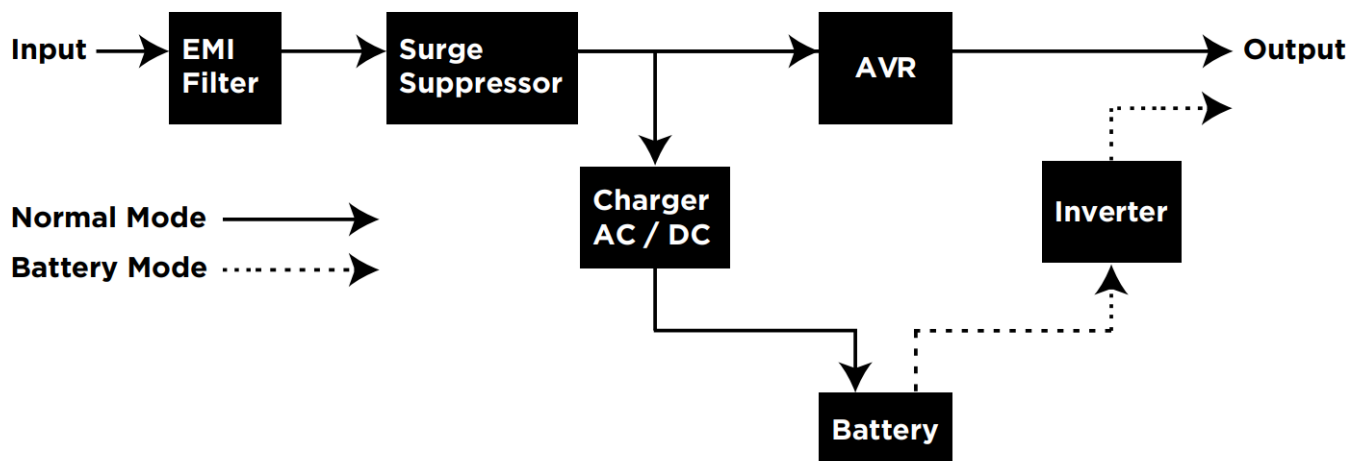 Input
EMI
Filter
Surge
Suppressor
AVR
Output
Charger
AC / DC
Inverter
Normal Mode
Battery Mode
Battery